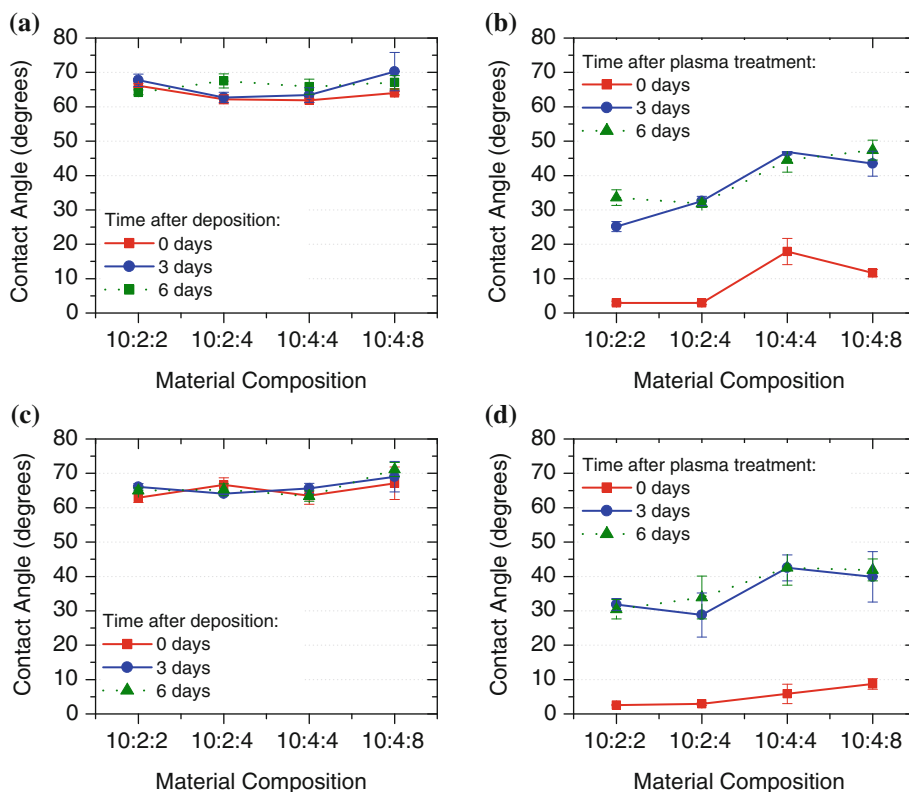 (a)
80
70
60
50
40
30
20
10
0
Contact Angle (degrees)
Time after deposition:
0 days
3 days
6 days
10:2:2 10:2:4 10:4:4 10:4:8
Material Composition
(b)
80
70
60
50
40
30
20
10
0
Contact Angle (degrees)
Time after plasma treatment:
0 days
3 days
6 days
10:2:2 10:2:4 10:4:4 10:4:8
Material Composition
(c)
80
70
60
50
40
30
20
10
0
Contact Angle (degrees)
Time after deposition:
0 days
3 days
6 days
10:2:2 10:2:4 10:4:4 10:4:8
Material Composition
(d)
80
70
60
50
40
30
20
10
0
Contact Angle (degrees)
Time after plasma treatment:
0 days
3 days
6 days
10:2:2 10:2:4 10:4:4 10:4:8
Material Composition